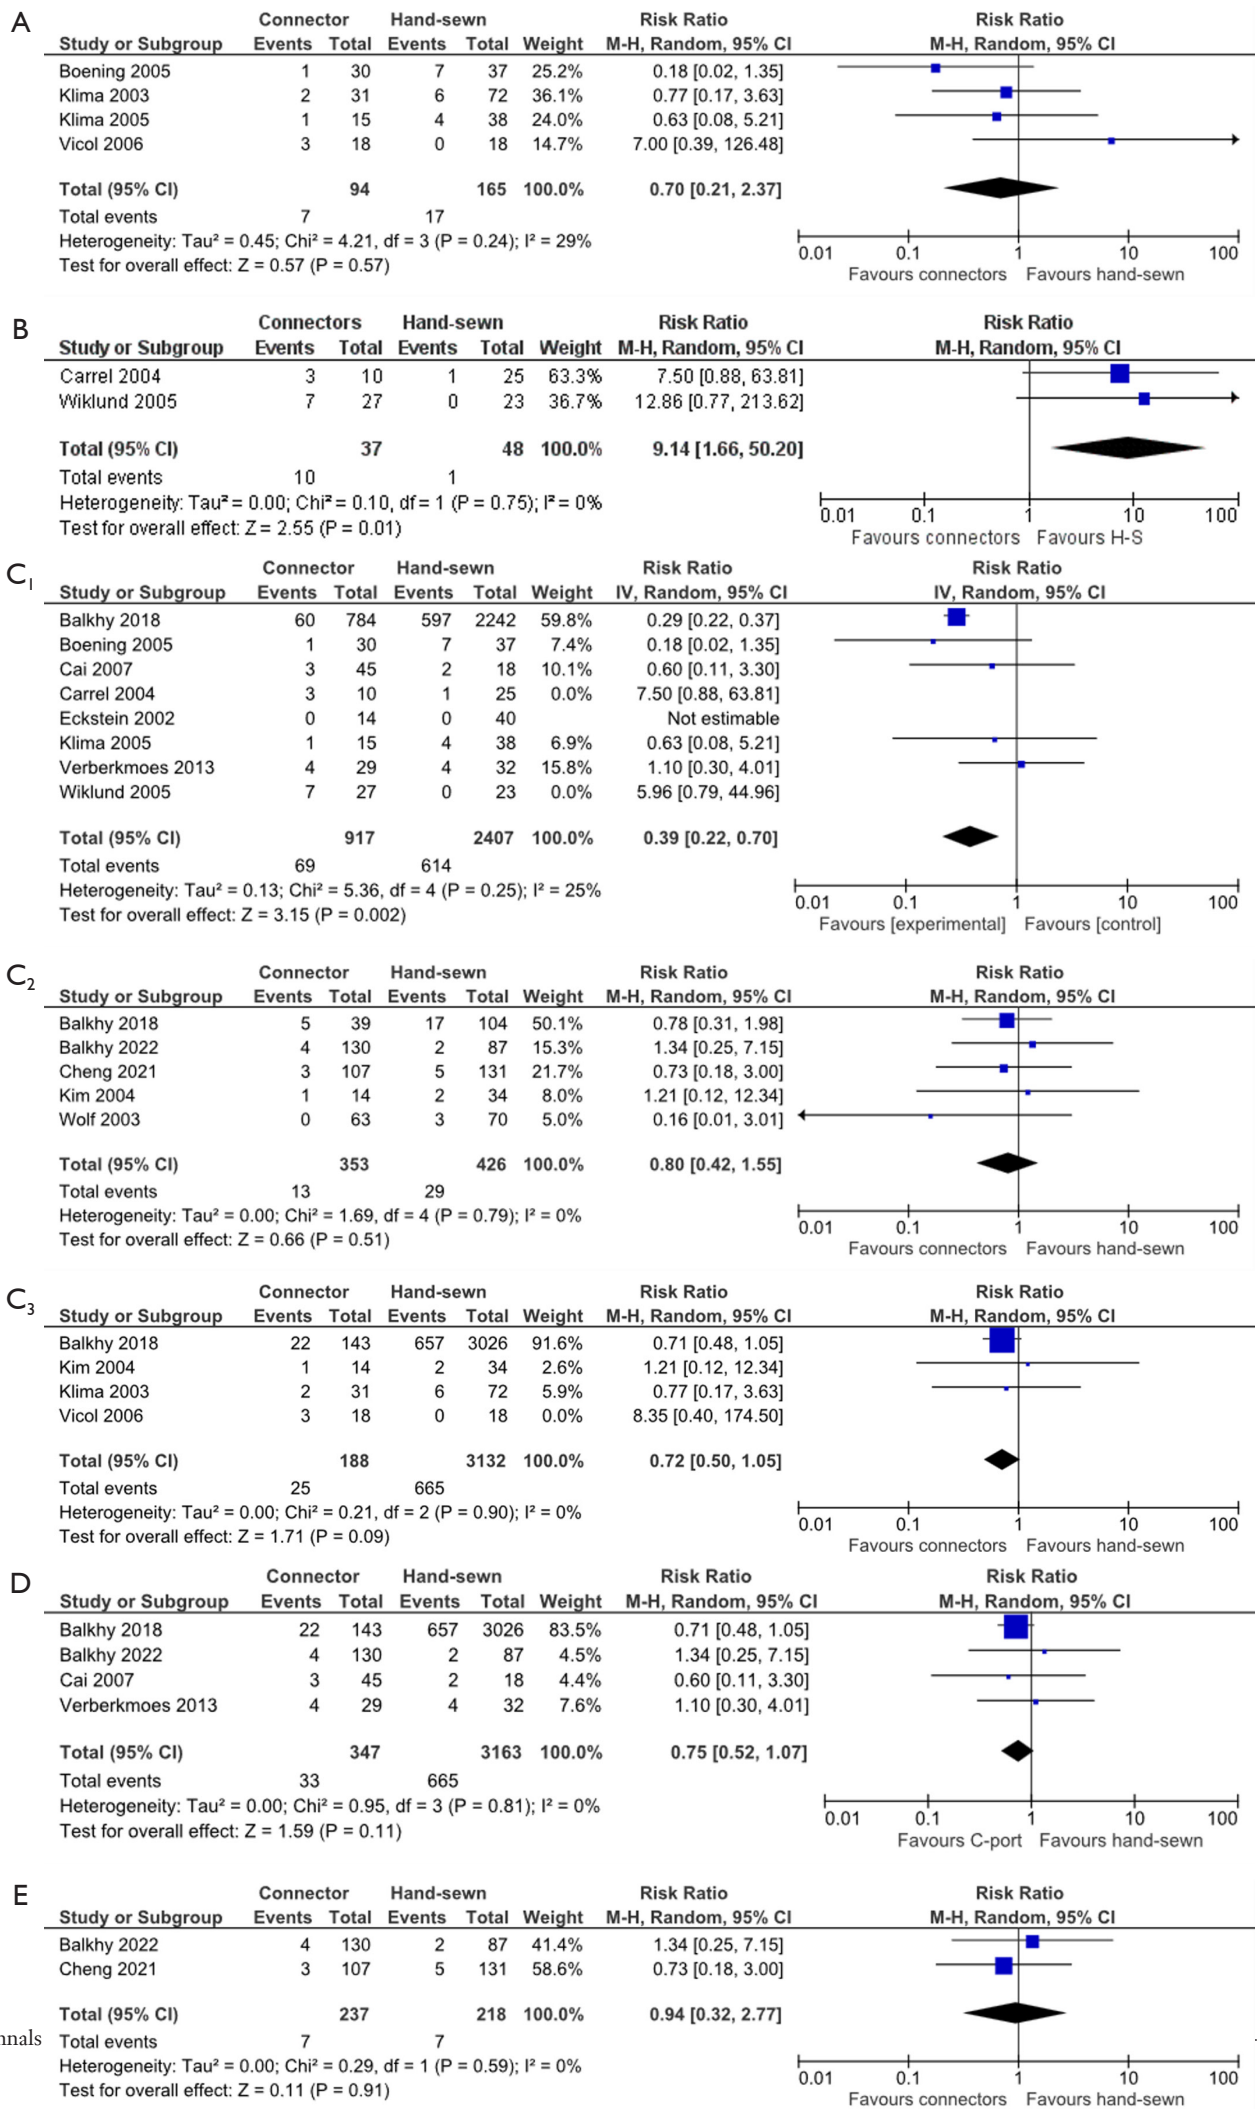 A
Connector Hand-sewn Risk Ratio Risk Ratio
Study or Subgroup Events Total Events Total Weight M-H, Random, 95% CI M-H, Random, 95% CI
Boening 2005 1 30 7 37 25.2% 0.18 [0.02, 1.35]
Klima 2003 2 31 6 72 36.1% 0.77 [0.17, 3.63]
Klima 2005 1 15 4 38 24.0% 0.63 [0.08, 5.21]
Vicol 2006 3 18 0 18 14.7% 7.00 [0.39, 126.48]
Total (95% CI) 94 165 100.0% 0.70 [0.21, 2.37]
Total events 7 17
Heterogeneity: Tau² = 0.45; Chi² = 4.21, df = 3 (P = 0.24); I² = 29%
Test for overall effect: Z = 0.57 (P = 0.57)
0.01 0.1 1 10 100
Favours connectors Favours hand-sewn
B
Connectors Hand-sewn Risk Ratio Risk Ratio
Study or Subgroup Events Total Events Total Weight M-H, Random, 95% CI M-H, Random, 95% CI
Carrel 2004 3 10 1 25 63.3% 7.50 [0.88, 63.81]
Wiklund 2005 7 27 0 23 36.7% 12.86 [0.77, 213.62]
Total (95% CI) 37 48 100.0% 9.14 [1.66, 50.20]
Total events 10 1
Heterogeneity: Tau² = 0.00; Chi² = 0.10, df = 1 (P = 0.75); I² = 0%
Test for overall effect: Z = 2.55 (P = 0.01)
0.01 0.1 1 10 100
Favours connectors Favours H-S
C1
Connector Hand-sewn Risk Ratio Risk Ratio
Study or Subgroup Events Total Events Total Weight IV, Random, 95% CI IV, Random, 95% CI
Balkhy 2018 60 784 597 2242 59.8% 0.29 [0.22, 0.37]
Boening 2005 1 30 7 37 7.4% 0.18 [0.02, 1.35]
Cai 2007 3 45 2 18 10.1% 0.60 [0.11, 3.30]
Carrel 2004 3 10 1 25 0.0% 7.50 [0.88, 63.81]
Eckstein 2002 0 14 0 40 Not estimable
Klima 2005 1 15 4 38 6.9% 0.63 [0.08, 5.21]
Verberkmoes 2013 4 29 4 32 15.8% 1.10 [0.30, 4.01]
Wiklund 2005 7 27 0 23 0.0% 5.96 [0.79, 44.96]
Total (95% CI) 917 2407 100.0% 0.39 [0.22, 0.70]
Total events 69 614
Heterogeneity: Tau² = 0.13; Chi² = 5.36, df = 4 (P = 0.25); I² = 25%
Test for overall effect: Z = 3.15 (P = 0.002)
0.01 0.1 1 10 100
Favours [experimental] Favours [control]
C2
Connector Hand-sewn Risk Ratio Risk Ratio
Study or Subgroup Events Total Events Total Weight M-H, Random, 95% CI M-H, Random, 95% CI
Balkhy 2018 5 39 17 104 50.1% 0.78 [0.31, 1.98]
Balkhy 2022 4 130 2 87 15.3% 1.34 [0.25, 7.15]
Cheng 2021 3 107 5 131 21.7% 0.73 [0.18, 3.00]
Kim 2004 1 14 2 34 8.0% 1.21 [0.12, 12.34]
Wolf 2003 0 63 3 70 5.0% 0.16 [0.01, 3.01]
Total (95% CI) 353 426 100.0% 0.80 [0.42, 1.55]
Total events 13 29
Heterogeneity: Tau² = 0.00; Chi² = 1.69, df = 4 (P = 0.79); I² = 0%
Test for overall effect: Z = 0.66 (P = 0.51)
0.01 0.1 1 10 100
Favours connectors Favours hand-sewn
C3
Connector Hand-sewn Risk Ratio Risk Ratio
Study or Subgroup Events Total Events Total Weight M-H, Random, 95% CI M-H, Random, 95% CI
Balkhy 2018 22 143 657 3026 91.6% 0.71 [0.48, 1.05]
Kim 2004 1 14 2 34 2.6% 1.21 [0.12, 12.34]
Klima 2003 2 31 6 72 5.9% 0.77 [0.17, 3.63]
Vicol 2006 3 18 0 18 0.0% 8.35 [0.40, 174.50]
Total (95% CI) 188 3132 100.0% 0.72 [0.50, 1.05]
Total events 25 665
Heterogeneity: Tau² = 0.00; Chi² = 0.21, df = 2 (P = 0.90); I² = 0%
Test for overall effect: Z = 1.71 (P = 0.09)
0.01 0.1 1 10 100
Favours connectors Favours hand-sewn
D
Connector Hand-sewn Risk Ratio Risk Ratio
Study or Subgroup Events Total Events Total Weight M-H, Random, 95% CI M-H, Random, 95% CI
Balkhy 2018 22 143 657 3026 83.5% 0.71 [0.48, 1.05]
Balkhy 2022 4 130 2 87 4.5% 1.34 [0.25, 7.15]
Cai 2007 3 45 2 18 4.4% 0.60 [0.11, 3.30]
Verberkmoes 2013 4 29 4 32 7.6% 1.10 [0.30, 4.01]
Total (95% CI) 347 3163 100.0% 0.75 [0.52, 1.07]
Total events 33 665
Heterogeneity: Tau² = 0.00; Chi² = 0.95, df = 3 (P = 0.81); I² = 0%
Test for overall effect: Z = 1.59 (P = 0.11)
0.01 0.1 1 10 100
Favours C-port Favours hand-sewn
E
Connector Hand-sewn Risk Ratio Risk Ratio
Study or Subgroup Events Total Events Total Weight M-H, Random, 95% CI M-H, Random, 95% CI
Balkhy 2022 4 130 2 87 41.4% 1.34 [0.25, 7.15]
Cheng 2021 3 107 5 131 58.6% 0.73 [0.18, 3.00]
Total (95% CI) 237 218 100.0% 0.94 [0.32, 2.77]
nnals
Total events 7 7
Heterogeneity: Tau² = 0.00; Chi² = 0.29, df = 1 (P = 0.59); I² = 0%
Test for overall effect: Z = 0.11 (P = 0.91)
0.01 0.1 1 10 100
Favours connectors Favours hand-sewn